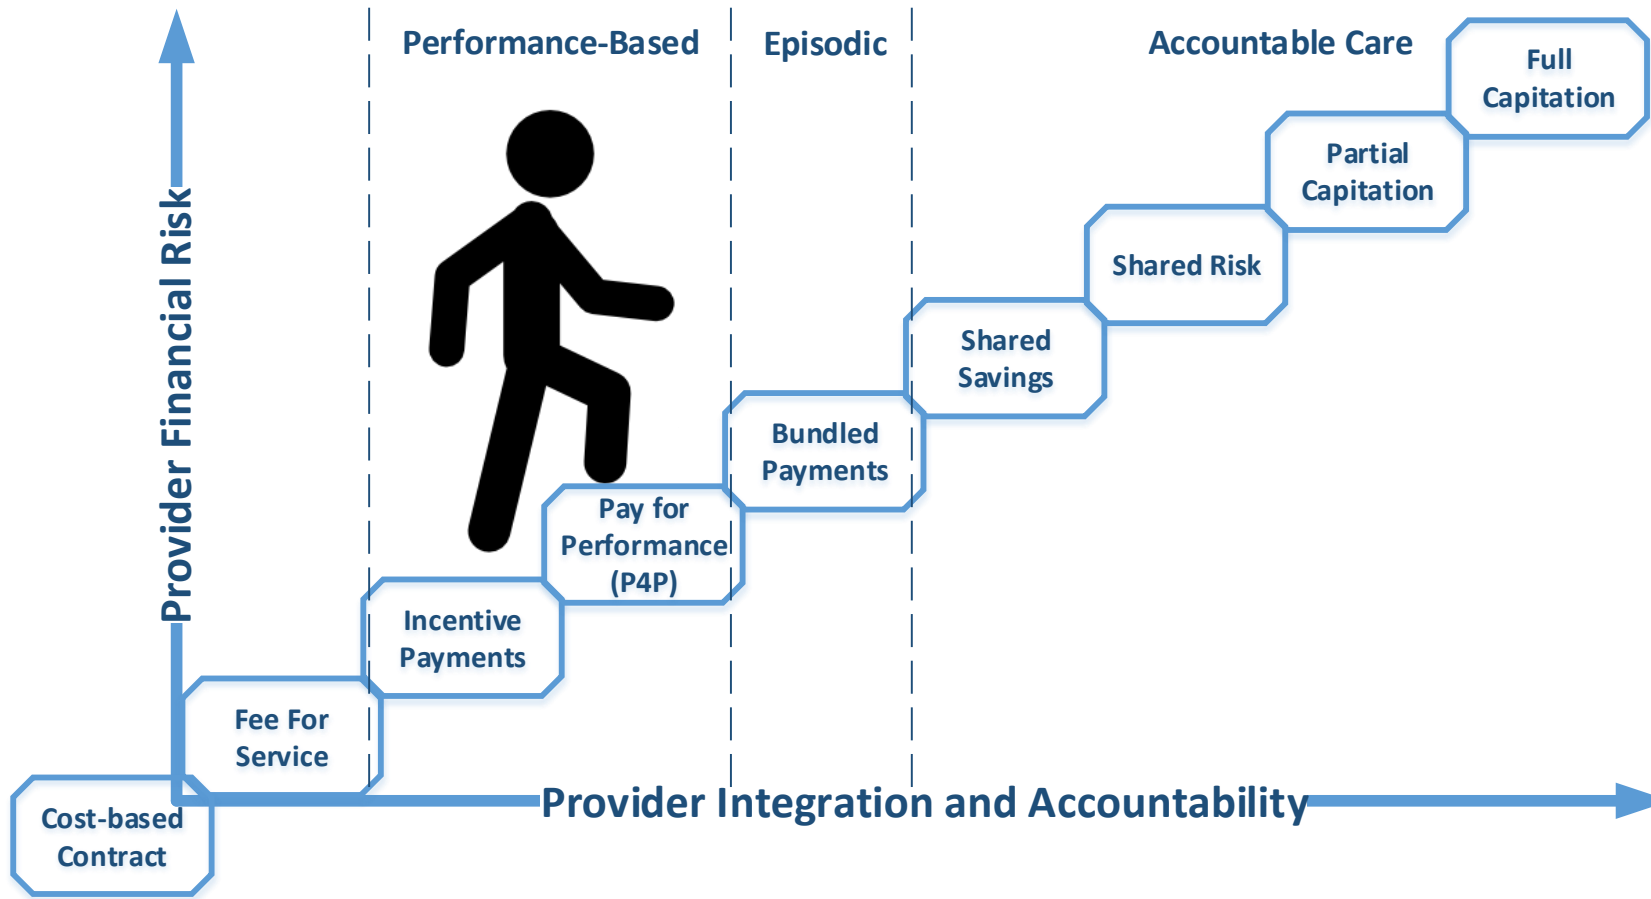 Performance-Based
Episodic
Accountable Care
Full
Capitation
Partial
Capitation
Shared Risk
Shared
Savings
Bundled
Payments
Pay for
Performance
(P4P)
Incentive
Payments
Fee For
Service
Cost-based
Contract
Provider Financial Risk
Provider Integration and Accountability